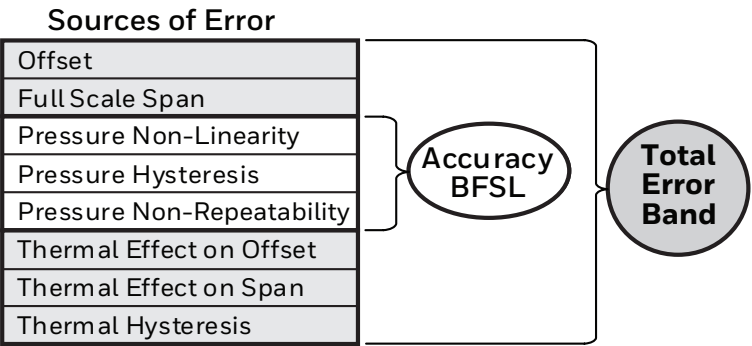 Sources of Error
Offset
Full Scale Span
Pressure Non-Linearity
Pressure Hysteresis
Pressure Non-Repeatability
Thermal Effect on Offset
Thermal Effect on Span
Thermal Hysteresis
Accuracy
BFSL
Total
Error
Band